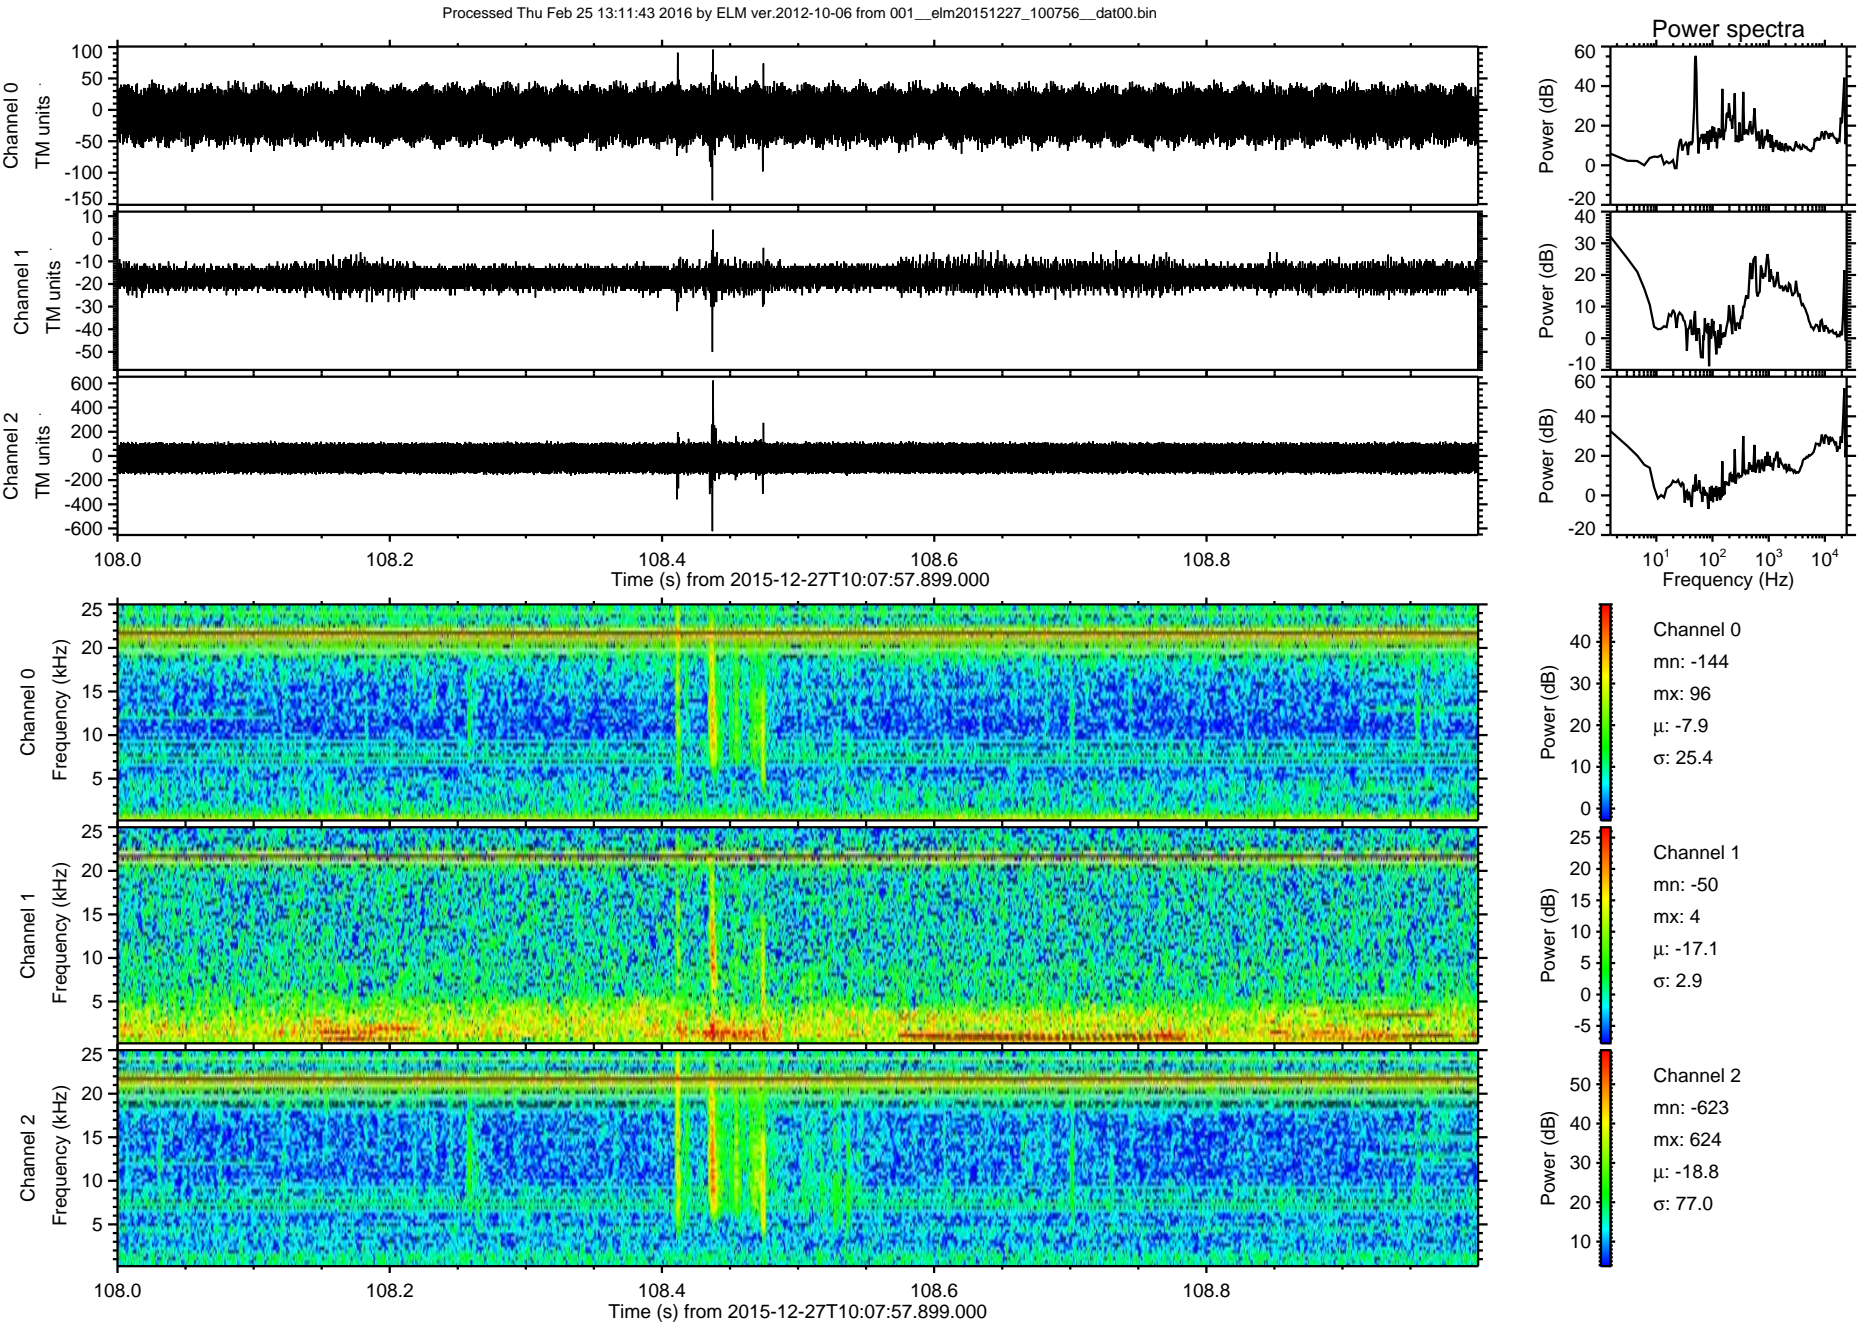 Processed Thu Feb 25 13:11:43 2016 by ELM ver.2012-10-06 from 001__elm20151227_100756__dat00.bin
Power spectra
Channel 0
TM units
100
50
0
-50
-100
-150
Power (dB)
60
40
20
0
-20
Channel 1
TM units
10
0
-10
-20
-30
-40
-50
Power (dB)
40
30
20
10
0
-10
Channel 2
TM units
600
400
200
0
-200
-400
-600
Power (dB)
60
40
20
0
-20
108.0 108.2 108.4 108.6 108.8
Time (s) from 2015-12-27T10:07:57.899.000
10^1 10^2 10^3 10^4
Frequency (Hz)
Channel 0
Frequency (kHz)
25
20
15
10
5
Power (dB)
40
30
20
10
0
Channel 0
mn: -144
mx: 96
μ: -7.9
σ: 25.4
Channel 1
Frequency (kHz)
25
20
15
10
5
Power (dB)
25
20
15
10
5
0
-5
Channel 1
mn: -50
mx: 4
μ: -17.1
σ: 2.9
Channel 2
Frequency (kHz)
25
20
15
10
5
Power (dB)
50
40
30
20
10
Channel 2
mn: -623
mx: 624
μ: -18.8
σ: 77.0
108.0 108.2 108.4 108.6 108.8
Time (s) from 2015-12-27T10:07:57.899.000